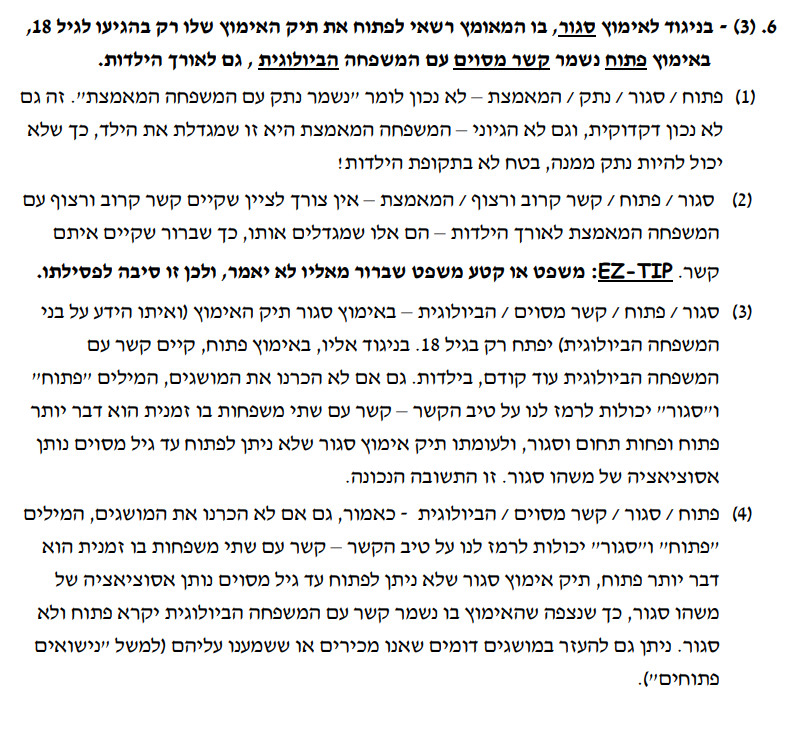 6. (3) - בניגוד לאימוץ סגור, בו המאומץ רשאי לפתוח את תיק האימוץ שלו רק בהגיעו לגיל 18,
באימוץ פתוח נשמר קשר מסוים עם המשפחה הביולוגית , גם לאורך הילדות.
(1) פתוח / סגור / נתק / המאמצת – לא נכון לומר "נשמר נתק עם המשפחה המאמצת". זה גם
לא נכון דקדוקית, וגם לא הגיוני – המשפחה המאמצת היא זו שמגדלת את הילד, כך שלא
יכול להיות נתק ממנה, בטח לא בתקופת הילדות!
(2) סגור / פתוח / קשר קרוב ורצוף / המאמצת – אין צורך לציין שקיים קשר קרוב ורצוף עם
המשפחה המאמצת לאורך הילדות – הם אלו שמגדלים אותו, כך שברור שקיים איתם
קשר. EZ-TIP: משפט או קטע משפט שברור מאליו לא יאמר, ולכן זו סיבה לפסילתו.
(3) סגור / פתוח / קשר מסוים / הביולוגית – באימוץ סגור תיק האימוץ (ואיתו הידע על בני
המשפחה הביולוגית) יפתח רק בגיל 18. בניגוד אליו, באימוץ פתוח, קיים קשר עם
המשפחה הביולוגית עוד קודם, בילדות. גם אם לא הכרנו את המושגים, המילים "פתוח"
ו"סגור" יכולות לרמז לנו על טיב הקשר – קשר עם שתי משפחות בו זמנית הוא דבר יותר
פתוח ופחות תחום וסגור, ולעומתו תיק אימוץ סגור שלא ניתן לפתוח עד גיל מסוים נותן
אסוציאציה של משהו סגור. זו התשובה הנכונה.
(4) פתוח / סגור / קשר מסוים / הביולוגית - כאמור, גם אם לא הכרנו את המושגים, המילים
"פתוח" ו"סגור" יכולות לרמז לנו על טיב הקשר – קשר עם שתי משפחות בו זמנית הוא
דבר יותר פתוח, תיק אימוץ סגור שלא ניתן לפתוח עד גיל מסוים נותן אסוציאציה של
משהו סגור, כך שנצפה שהאימוץ בו נשמר קשר עם המשפחה הביולוגית יקרא פתוח ולא
סגור. ניתן גם להעזר במושגים דומים שאנו מכירים או ששמענו עליהם (למשל "נישואים
פתוחים").